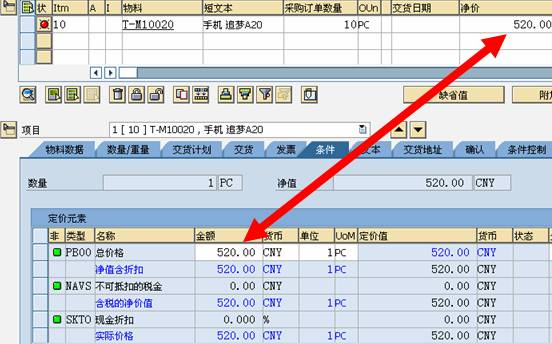 状 Itm A I 物料 短文本 采购订单数量 OUn 交货日期 净价
10 T-M10020 手机 追梦A20 10 PC 520.00
缺省值
项目 1 [ 10 ] T-M10020 , 手机 追梦A20
物料数据 数量/重量 交货计划 交货 发票 条件 文本 交货地址 确认 条件控制
数量 1 PC 净值 520.00 CNY
定价元素
非 类型 名称 金额 货币 单位 UoM 定价值 货币 状态
PB00 总价格 520.00 CNY 1 PC 520.00 CNY
净值含折扣 520.00 CNY 1 PC 520.00 CNY
NAVS 不可抵扣的税金 0.00 CNY 0.00 CNY
含税的净价值 520.00 CNY 1 PC 520.00 CNY
SKTO 现金折扣 0.000 % 0.00 CNY
实际价格 520.00 CNY 1 PC 520.00 CNY